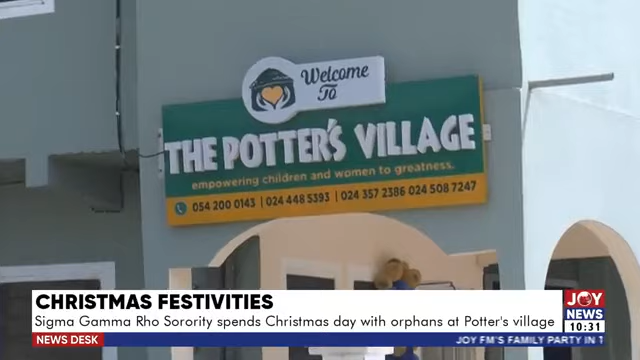 Welcome
To
THE POTTER'S VILLAGE
empowering children and women to greatness.
054 200 0143 | 024 448 5393 | 024 357 2386 024 508 7247
CHRISTMAS FESTIVITIES
Sigma Gamma Rho Sorority spends Christmas day with orphans at Potter's village
JOY
NEWS
10:31
NEWS DESK
JOY FM'S FAMILY PARTY IN T